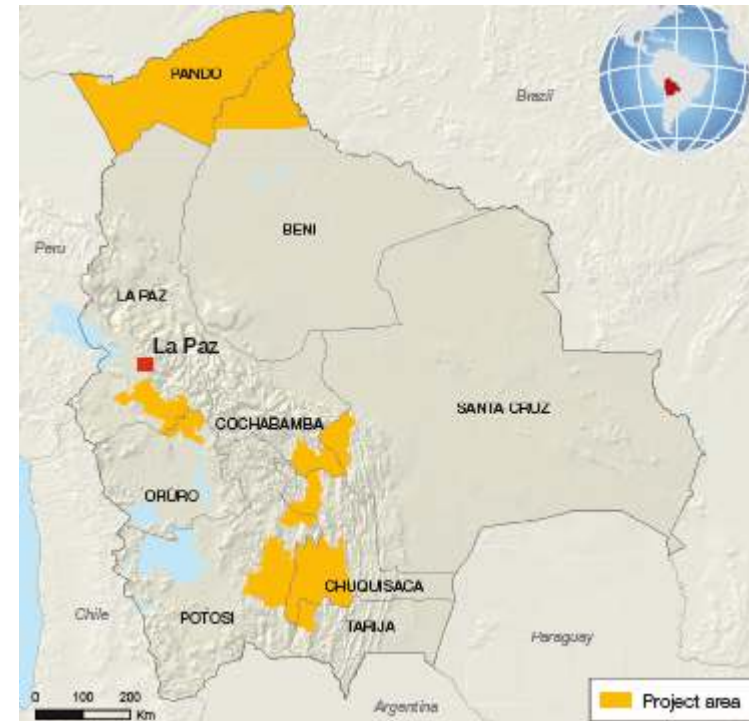 PANDO
Brazil
BENI
Peru
LA PAZ
La Paz
SANTA CRUZ
COCHABAMBA
ORURO
CHUQUISACA
POTOSI
TARIJA
Chile
Paraguay
Argentina
0 100 200
Km
Project area